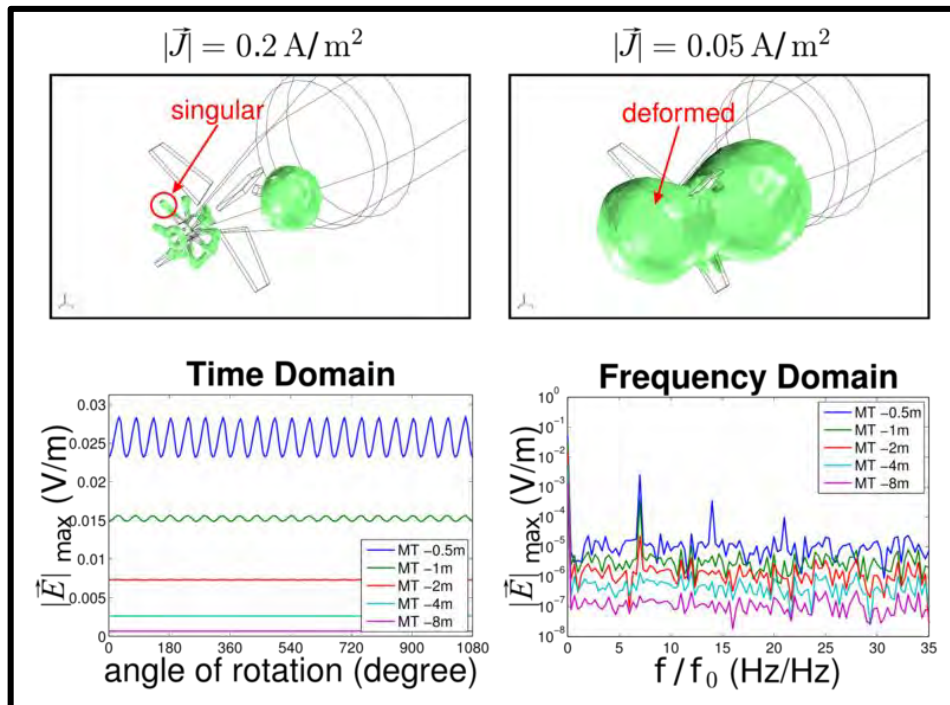 |J⃗| = 0.2 A/m²
|J⃗| = 0.05 A/m²
singular
deformed
Time Domain
0.03
0.025
0.02
0.015
0.01
0.005
0
|E⃗| max (V/m)
MT -0.5m
MT -1m
MT -2m
MT -4m
MT -8m
0 180 360 540 720 900 1080
angle of rotation (degree)
Frequency Domain
10⁰
10⁻¹
10⁻²
10⁻³
10⁻⁴
10⁻⁵
10⁻⁶
10⁻⁷
10⁻⁸
|E⃗| max (V/m)
MT -0.5m
MT -1m
MT -2m
MT -4m
MT -8m
0 5 10 15 20 25 30 35
f/f₀ (Hz/Hz)